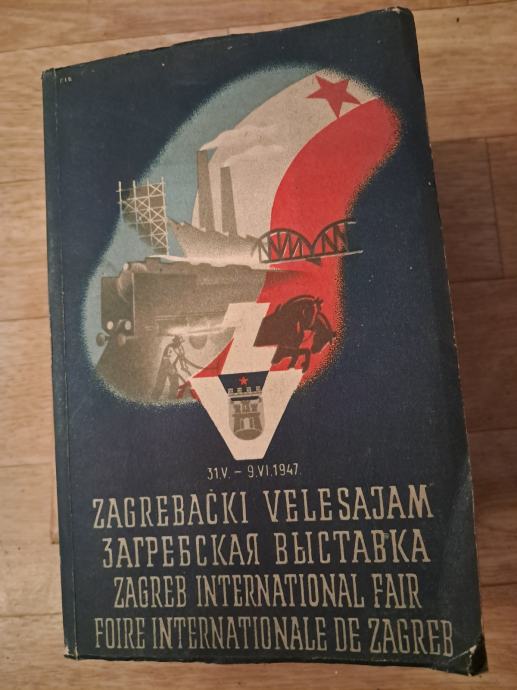 31.V. – 9.VI.1947.
ZAGREBAČKI VELESAJAM
ЗАГРЕБСКАЯ ВЫСТАВКА
ZAGREB INTERNATIONAL FAIR
FOIRE INTERNATIONALE DE ZAGREB